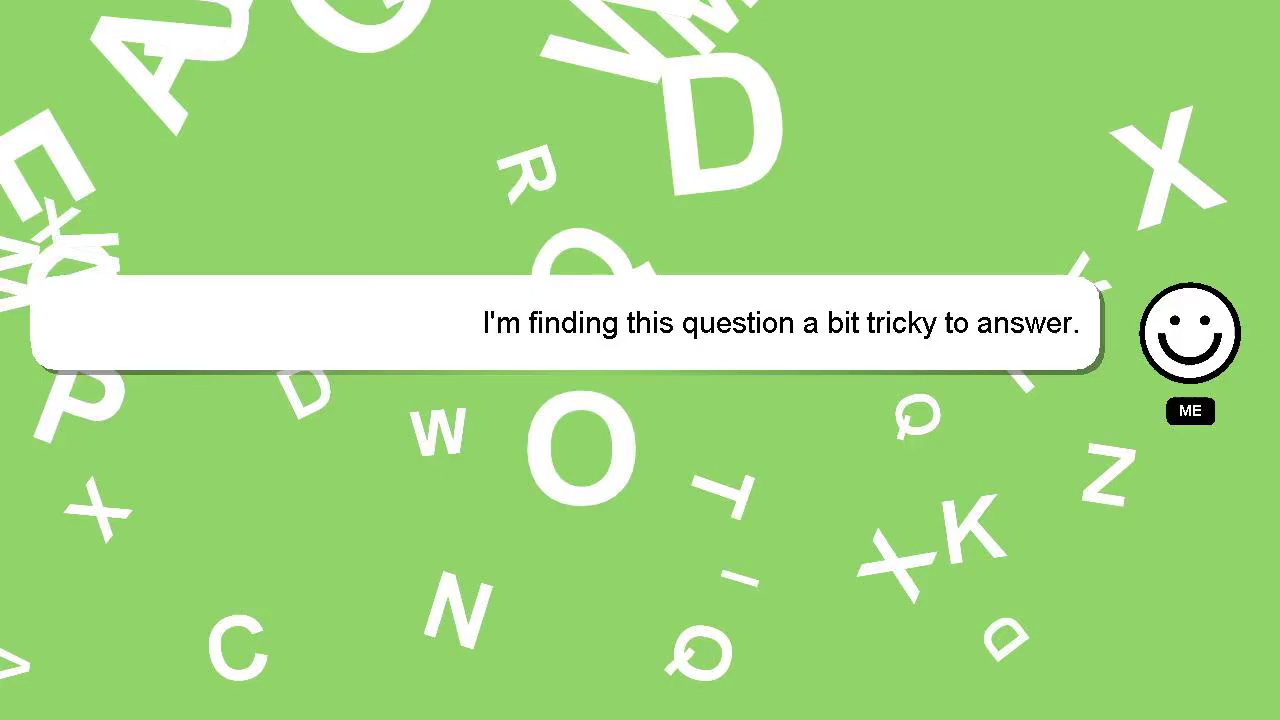 A
G
W
M
D
R
X
E
X
I'm finding this question a bit tricky to answer.
ME
P
D
W
O
Q
T
N
X
K
X
I
N
C
Q
D
V